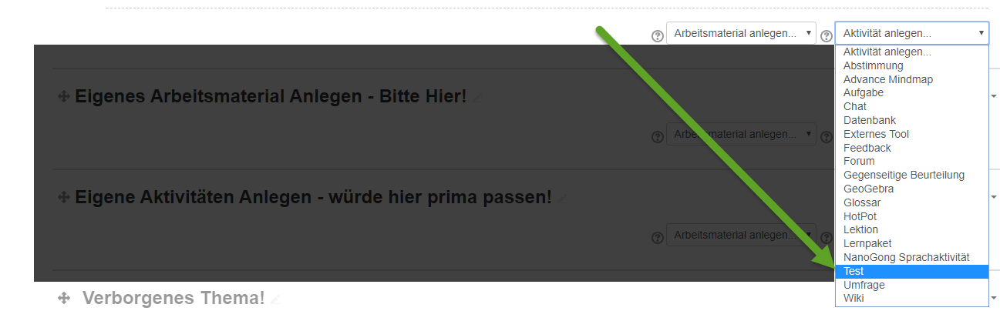 Arbeitsmaterial anlegen... Aktivität anlegen...
Aktivität anlegen...
Abstimmung
Advance Mindmap
Aufgabe
Chat
Datenbank
Externes Tool
Feedback
Forum
Gegenseitige Beurteilung
GeoGebra
Glossar
HotPot
Lektion
Lernpaket
NanoGong Sprachaktivität
Test
Umfrage
Wiki
Eigenes Arbeitsmaterial Anlegen - Bitte Hier!
Arbeitsmaterial anlegen...
Eigene Aktivitäten Anlegen - würde hier prima passen!
Arbeitsmaterial anlegen...
Verborgenes Thema!